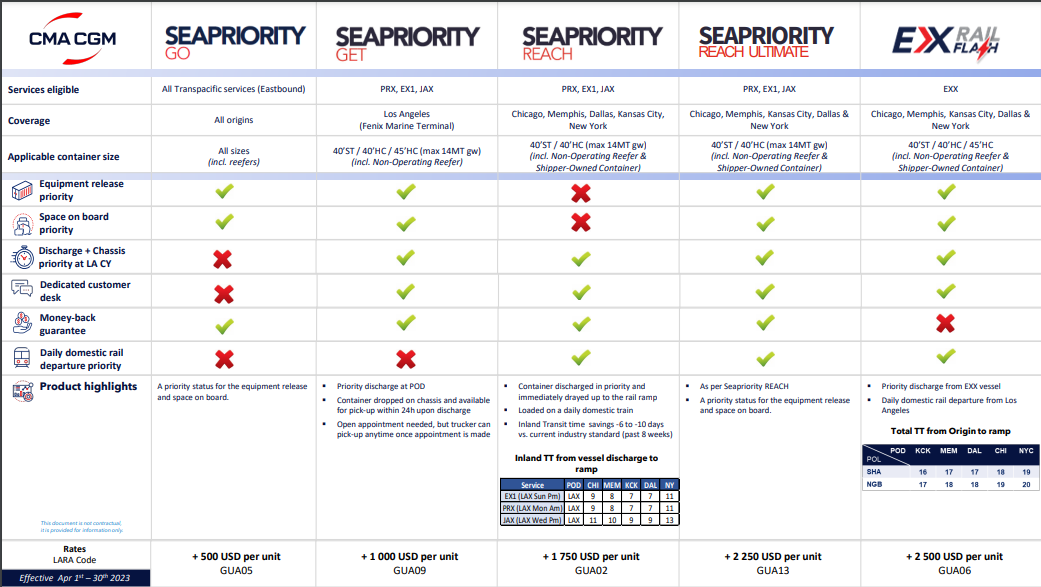 CMA CGM
SEAPRIORITY
GO
SEAPRIORITY
GET
SEAPRIORITY
REACH
SEAPRIORITY
REACH ULTIMATE
EXX RAIL
FLASH
Services eligible
All Transpacific services (Eastbound)
PRX, EX1, JAX
PRX, EX1, JAX
PRX, EX1, JAX
EXX
Coverage
All origins
Los Angeles
(Fenix Marine Terminal)
Chicago, Memphis, Dallas, Kansas City,
New York
Chicago, Memphis, Kansas City, Dallas &
New York
Chicago, Memphis, Kansas City, Dallas &
New York
Applicable container size
All sizes
(incl. reefers)
40'ST / 40'HC / 45'HC (max 14MT gw)
(incl. Non-Operating Reefer)
40'ST / 40'HC (max 14MT gw)
(incl. Non-Operating Reefer &
Shipper-Owned Container)
40'ST / 40'HC (max 14MT gw)
(incl. Non-Operating Reefer &
Shipper-Owned Container)
40'ST / 40'HC / 45'HC
(incl. Non-Operating Reefer &
Shipper-Owned Container)
Equipment release
priority
Space on board
priority
Discharge + Chassis
priority at LA CY
Dedicated customer
desk
Money-back
guarantee
Daily domestic rail
departure priority
Product highlights
A priority status for the equipment release
and space on board.
▪ Priority discharge at POD
▪ Container dropped on chassis and available
for pick-up within 24h upon discharge
▪ Open appointment needed, but trucker can
pick-up anytime once appointment is made
▪ Container discharged in priority and
immediately drayed up to the rail ramp
▪ Loaded on a daily domestic train
▪ Inland Transit time savings -6 to -10 days
vs. current industry standard (past 8 weeks)
Inland TT from vessel discharge to
ramp
Service POD CHI MEM KCK DAL NY
EX1 (LAX Sun Pm) LAX 9 8 7 7 11
PRX (LAX Mon Am) LAX 9 8 7 7 11
JAX (LAX Wed Pm) LAX 11 10 9 9 13
▪ As per Seapriority REACH
▪ A priority status for the equipment release
and space on board.
▪ Priority discharge from EXX vessel
▪ Daily domestic rail departure from Los
Angeles
Total TT from Origin to ramp
POD KCK MEM DAL CHI NYC
POL
SHA 16 17 17 18 19
NGB 17 18 18 19 20
This document is not contractual,
it is provided for information only.
Rates
LARA Code
+ 500 USD per unit
GUA05
+ 1 000 USD per unit
GUA09
+ 1 750 USD per unit
GUA02
+ 2 250 USD per unit
GUA13
+ 2 500 USD per unit
GUA06
Effective Apr 1st – 30th 2023